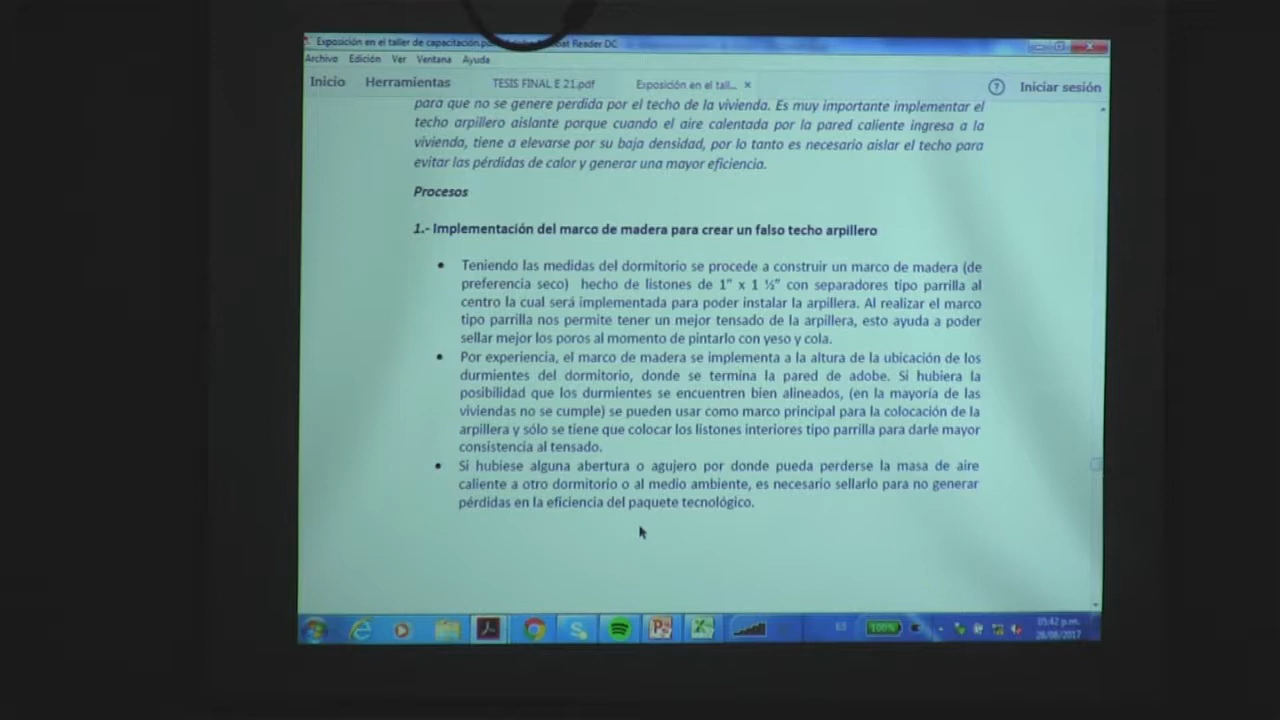 Exposición en el taller de capacitación.pdf Reader DC
Archivo Edición Ver Ventana Ayuda
Inicio Herramientas TESIS FINAL E 21.pdf Exposición en el tall... × ? Iniciar sesión
para que no se genere perdida por el techo de la vivienda. Es muy importante implementar el
techo arpillero aislante porque cuando el aire calentada por la pared caliente ingresa a la
vivienda, tiene a elevarse por su baja densidad, por lo tanto es necesario aislar el techo para
evitar las pérdidas de calor y generar una mayor eficiencia.
Procesos
1.- Implementación del marco de madera para crear un falso techo arpillero
• Teniendo las medidas del dormitorio se procede a construir un marco de madera (de
preferencia seco) hecho de listones de 1” x 1 ½” con separadores tipo parrilla al
centro la cual será implementada para poder instalar la arpillera. Al realizar el marco
tipo parrilla nos permite tener un mejor tensado de la arpillera, esto ayuda a poder
sellar mejor los poros al momento de pintarlo con yeso y cola.
• Por experiencia, el marco de madera se implementa a la altura de la ubicación de los
durmientes del dormitorio, donde se termina la pared de adobe. Si hubiera la
posibilidad que los durmientes se encuentren bien alineados, (en la mayoría de las
viviendas no se cumple) se pueden usar como marco principal para la colocación de la
arpillera y sólo se tiene que colocar los listones interiores tipo parrilla para darle mayor
consistencia al tensado.
• Si hubiese alguna abertura o agujero por donde pueda perderse la masa de aire
caliente a otro dormitorio o al medio ambiente, es necesario sellarlo para no generar
pérdidas en la eficiencia del paquete tecnológico.
ES 100% 05:42 p.m.
26/08/2017